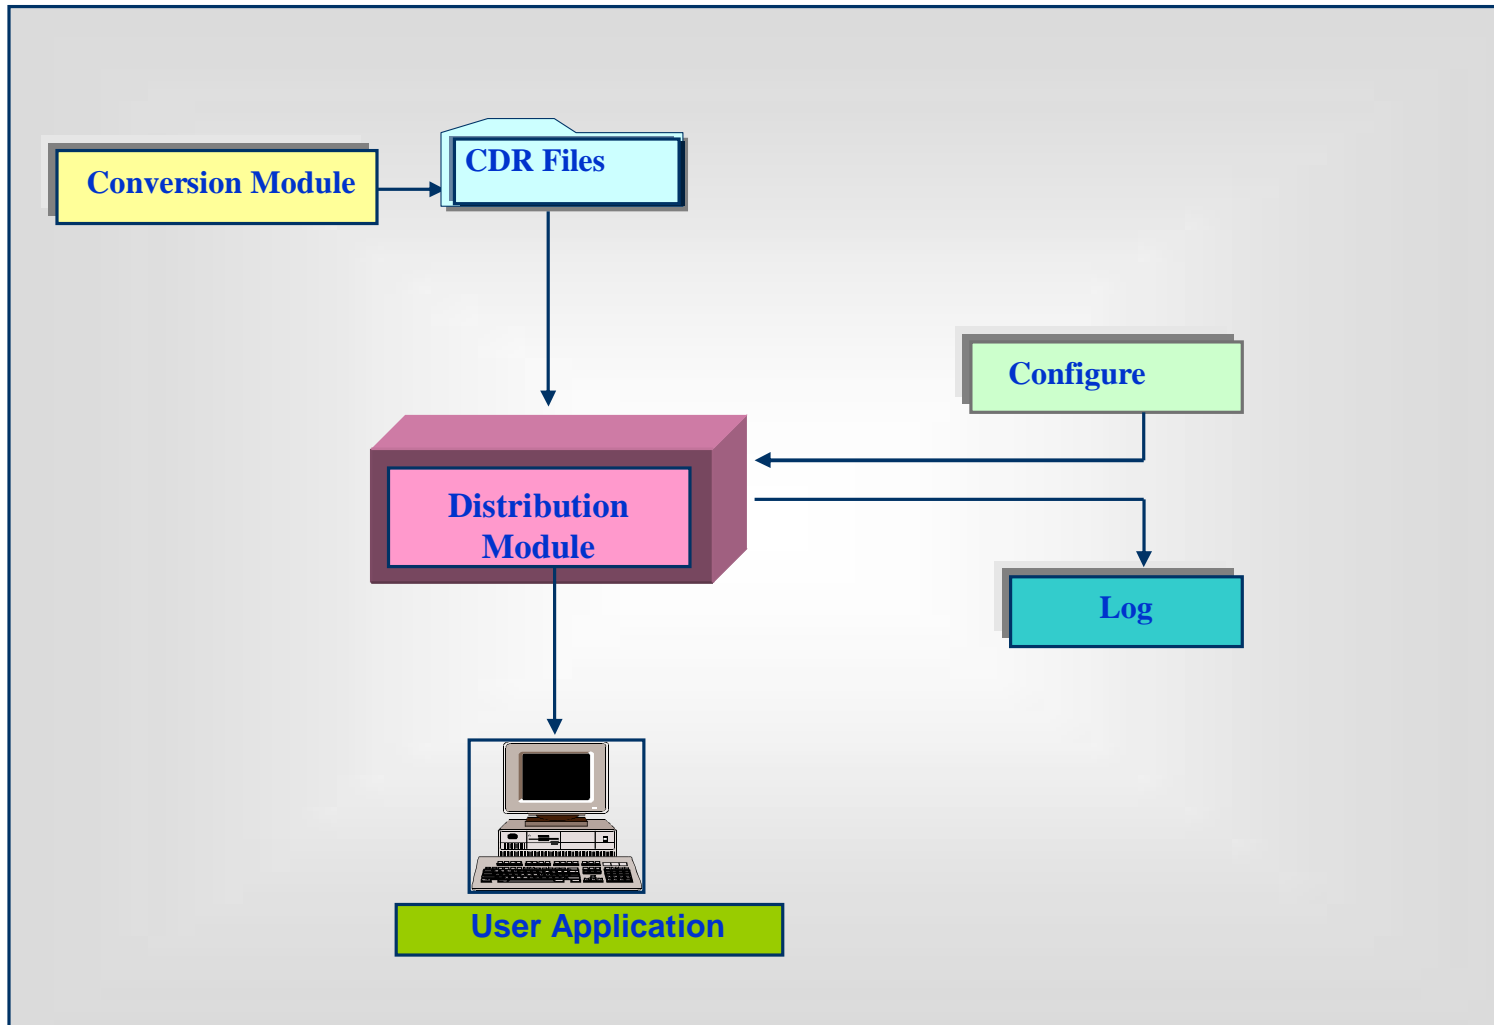 CDR Files
Conversion Module
Configure
Distribution
Module
Log
User Application